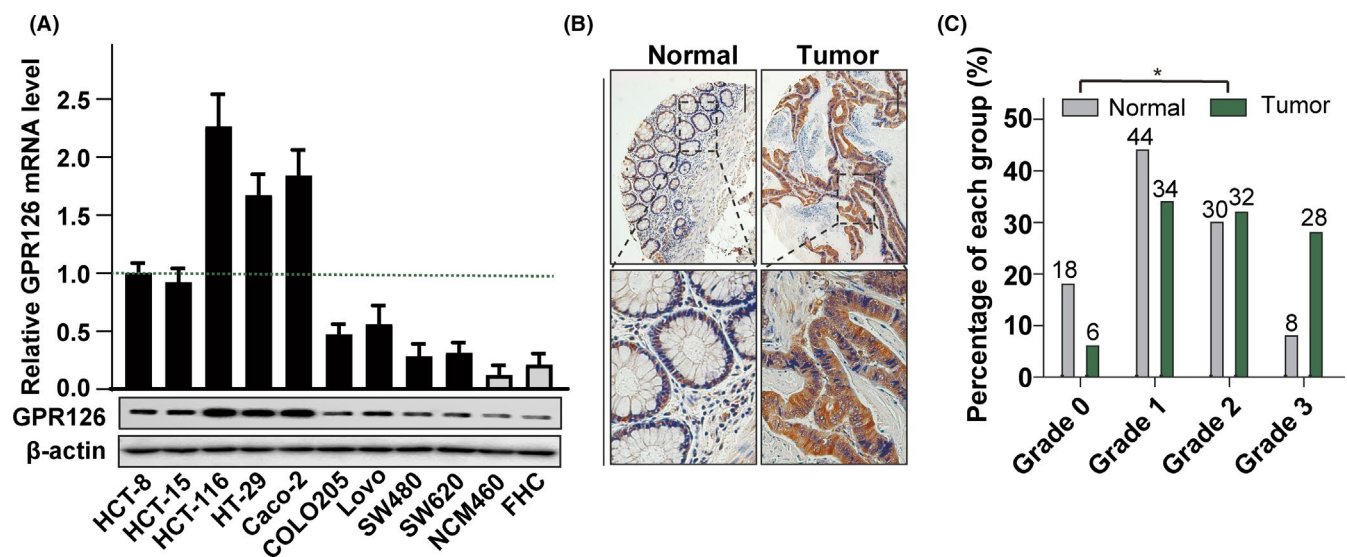 (A)
Relative GPR126 mRNA level
2.5
2.0
1.5
1.0
0.5
0.0
GPR126
β-actin
HCT-8
HCT-15
HCT-116
HT-29
Caco-2
COLO205
Lovo
SW480
SW620
NCM460
FHC
(B)
Normal
Tumor
(C)
Percentage of each group (%)
*
Normal
Tumor
50
40
30
20
10
0
18
6
44
34
30
32
8
28
Grade 0
Grade 1
Grade 2
Grade 3